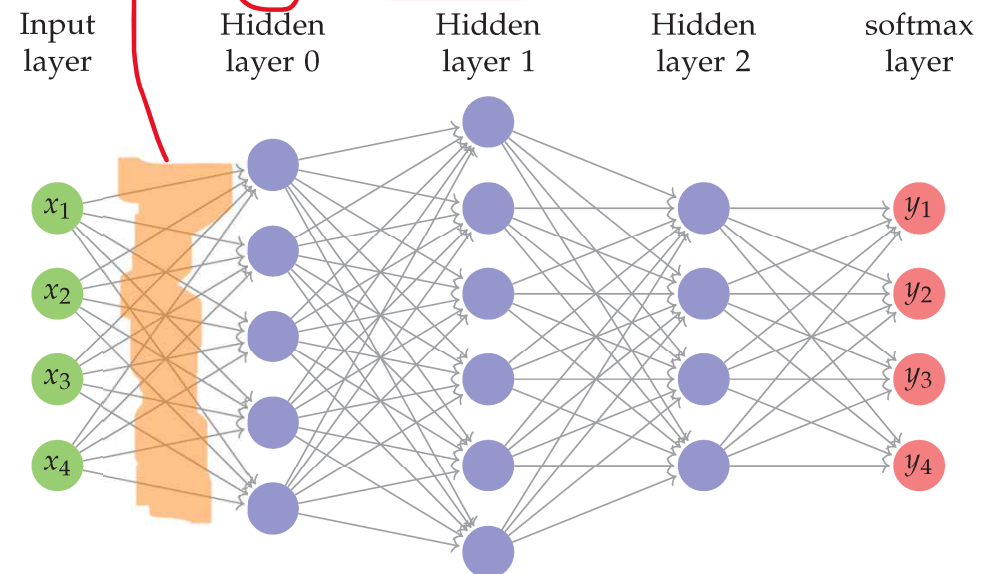 Input layer
Hidden layer 0
Hidden layer 1
Hidden layer 2
softmax layer
x₁
x₂
x₃
x₄
y₁
y₂
y₃
y₄